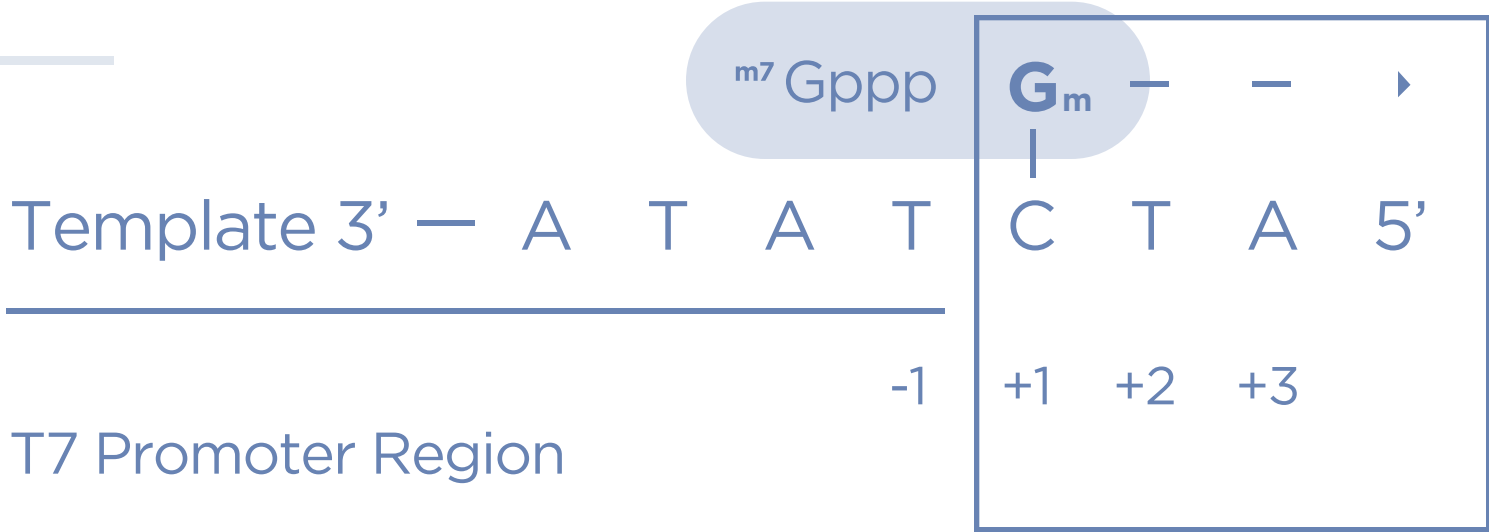 m7 Gppp Gm – –
Template 3’ — A T A T C T A 5’
-1 +1 +2 +3
T7 Promoter Region